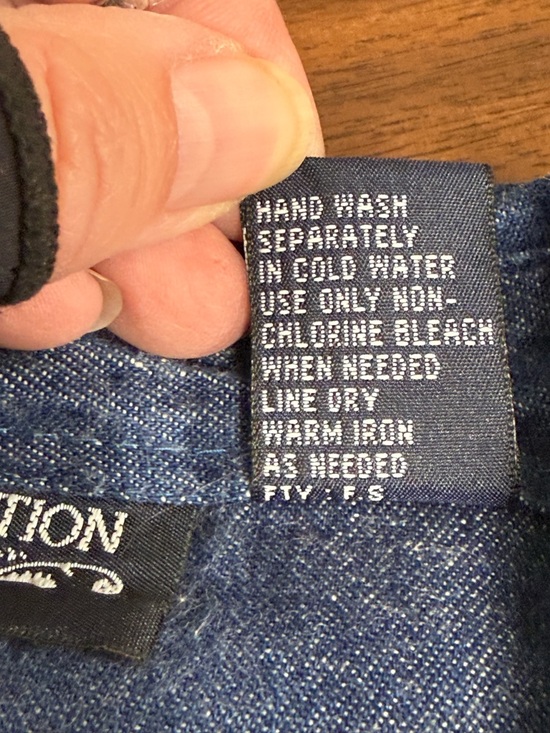 HAND WASH
SEPARATELY
IN COLD WATER
USE ONLY NON-
CHLORINE BLEACH
WHEN NEEDED
LINE DRY
WARM IRON
AS NEEDED
FTY : F S
TION